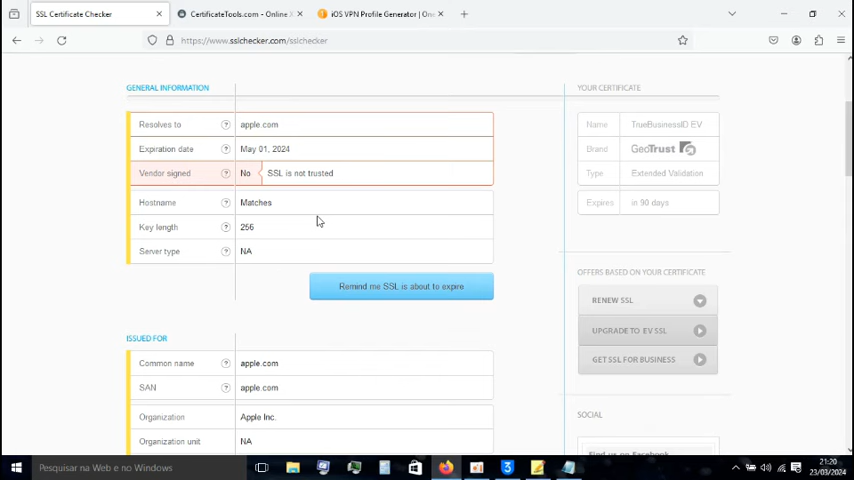 SSL Certificate Checker
CertificateTools.com - Online X
iOS VPN Profile Generator | One
https://www.sslchecker.com/sslchecker
GENERAL INFORMATION
Resolves to ? apple.com
Expiration date ? May 01, 2024
Vendor signed ? No SSL is not trusted
Hostname ? Matches
Key length ? 256
Server type ? NA
Remind me SSL is about to expire
ISSUED FOR
Common name ? apple.com
SAN ? apple.com
Organization ? Apple Inc.
Organization unit ? NA
YOUR CERTIFICATE
Name TrueBusinessID EV
Brand GeoTrust
Type Extended Validation
Expires in 90 days
OFFERS BASED ON YOUR CERTIFICATE
RENEW SSL
UPGRADE TO EV SSL
GET SSL FOR BUSINESS
SOCIAL
Find us on Facebook
Pesquisar na Web e no Windows
21:20
23/03/2024